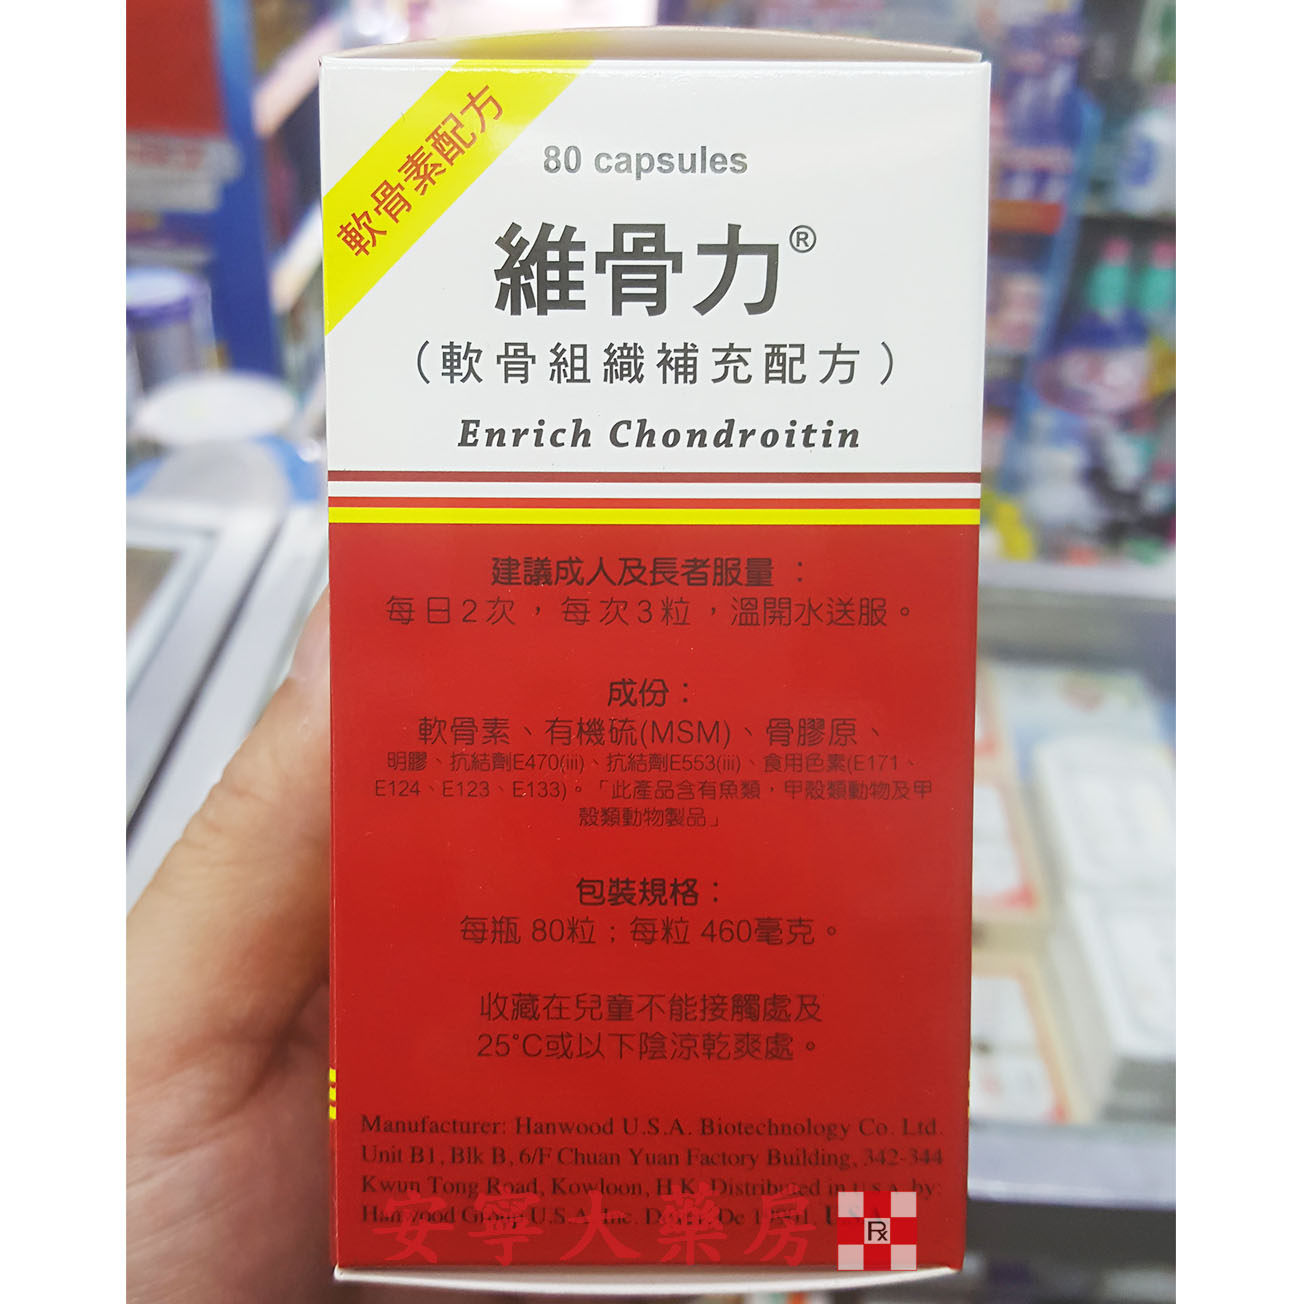 軟骨素配方
80 capsules
維骨力®
（軟骨組織補充配方）
Enrich Chondroitin
建議成人及長者服量：
每日2次，每次3粒，溫開水送服。
成份：
軟骨素、有機硫(MSM)、骨膠原、
明膠、抗結劑E470(iii)、抗結劑E553(iii)、食用色素(E171、
E124、E123、E133)。「此產品含有魚類，甲殼類動物及甲
殼類動物製品」
包裝規格：
每瓶 80粒；每粒 460毫克。
收藏在兒童不能接觸處及
25°C或以下陰涼乾爽處。
Manufacturer: Hanwood U.S.A. Biotechnology Co. Ltd.
Unit B1, Blk B, 6/F Chuan Yuan Factory Building, 342-344
Kwun Tong Road, Kowloon, H.K. Distributed in U.S.A. by:
Hanwood Group U.S.A. Inc.
安寧大藥房
Rx